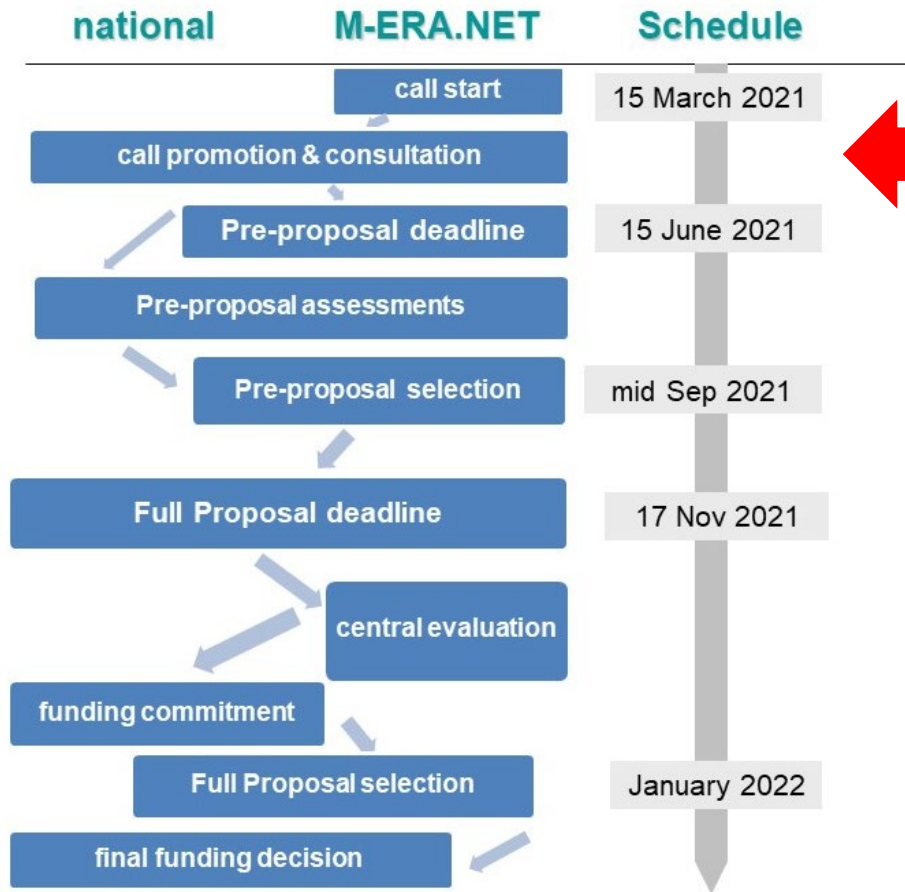 national M-ERA.NET Schedule
call start 15 March 2021
call promotion & consultation
Pre-proposal deadline 15 June 2021
Pre-proposal assessments
Pre-proposal selection mid Sep 2021
Full Proposal deadline 17 Nov 2021
central evaluation
funding commitment
Full Proposal selection January 2022
final funding decision